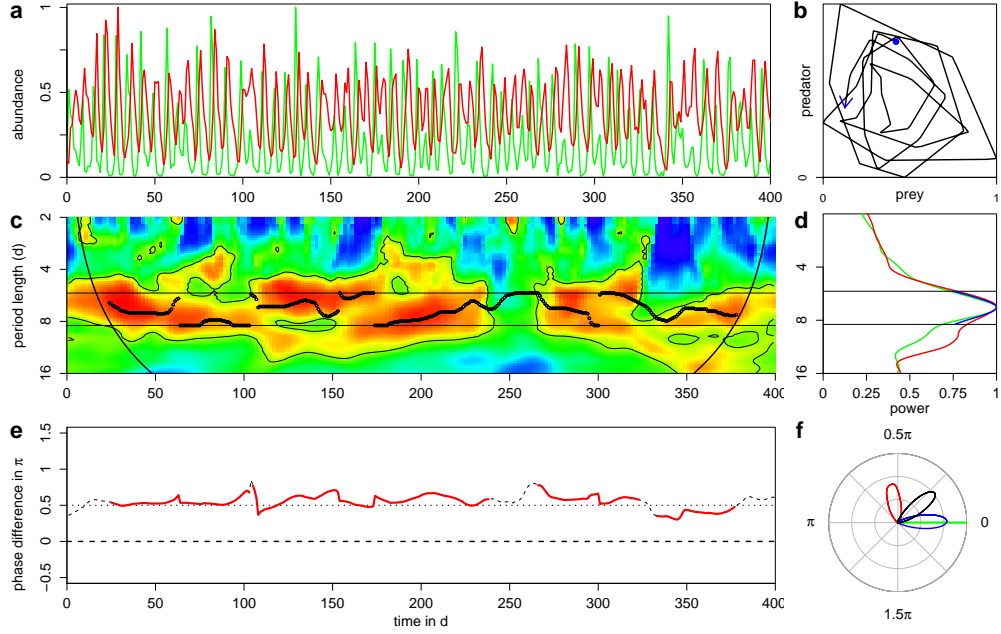 a
b
1
0.5
0
abundance
0 50 100 150 200 250 300 350 400
1
predator
0
0 prey 1
c
d
2
4
8
16
period length (d)
0 50 100 150 200 250 300 350 400
4
8
16
0 0.25 0.5 0.75 1
power
e
f
1.5
1
0.5
0
−0.5
phase difference in π
0 50 100 150 200 250 300 350 400
time in d
0.5π
π
0
1.5π